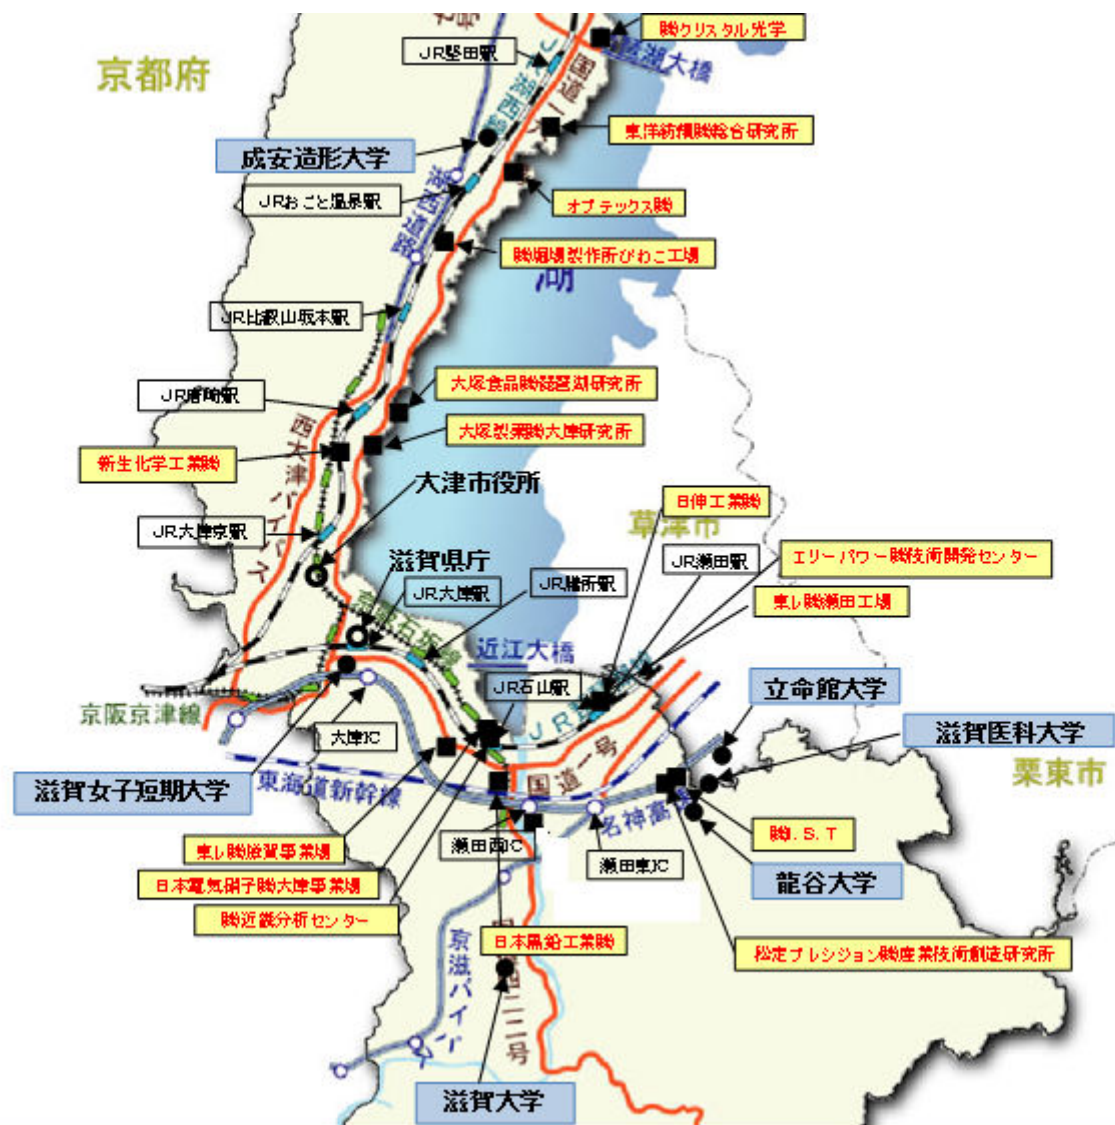 ㈱クリスタル光学
JR堅田駅
琵湖大橋
京都府
東洋紡績㈱総合研究所
成安造形大学
JRおごと温泉駅
オプテックス㈱
湖西道路
㈱堀場製作所びわこ工場
湖
JR比叡山坂本駅
大塚食品㈱琵琶湖研究所
JR唐崎駅
大塚製薬㈱大津研究所
新生化学工業㈱
西大津バイパス
大津市役所
日伸工業㈱
草津市
JR大津京駅
滋賀県庁
JR瀬田駅
エリーパワー㈱技術開発センター
JR大津駅
JR膳所駅
東レ㈱瀬田工場
京阪石坂線
近江大橋
JR石山駅
立命館大学
京阪京津線
大津IC
滋賀医科大学
栗東市
国道一号
東海道新幹線
滋賀女子短期大学
名神高速
瀬田西IC
瀬田東IC
㈱I.S.T
東レ㈱滋賀事業場
龍谷大学
日本電気硝子㈱大津事業場
㈱近畿分析センター
日本黒鉛工業㈱
松定プレシジョン㈱産業技術創造研究所
京滋バイパ
四二二号
滋賀大学